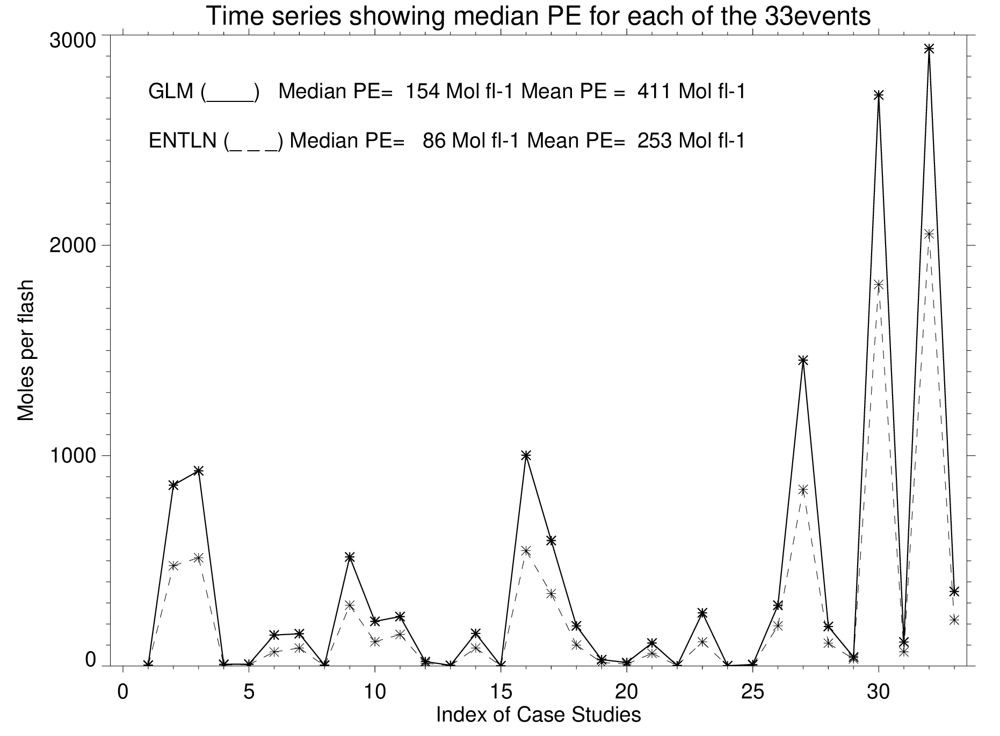 Time series showing median PE for each of the 33events
3000
GLM (____) Median PE= 154 Mol fl-1 Mean PE = 411 Mol fl-1
ENTLN (_ _ _) Median PE= 86 Mol fl-1 Mean PE= 253 Mol fl-1
2000
Moles per flash
1000
0
0 5 10 15 20 25 30
Index of Case Studies